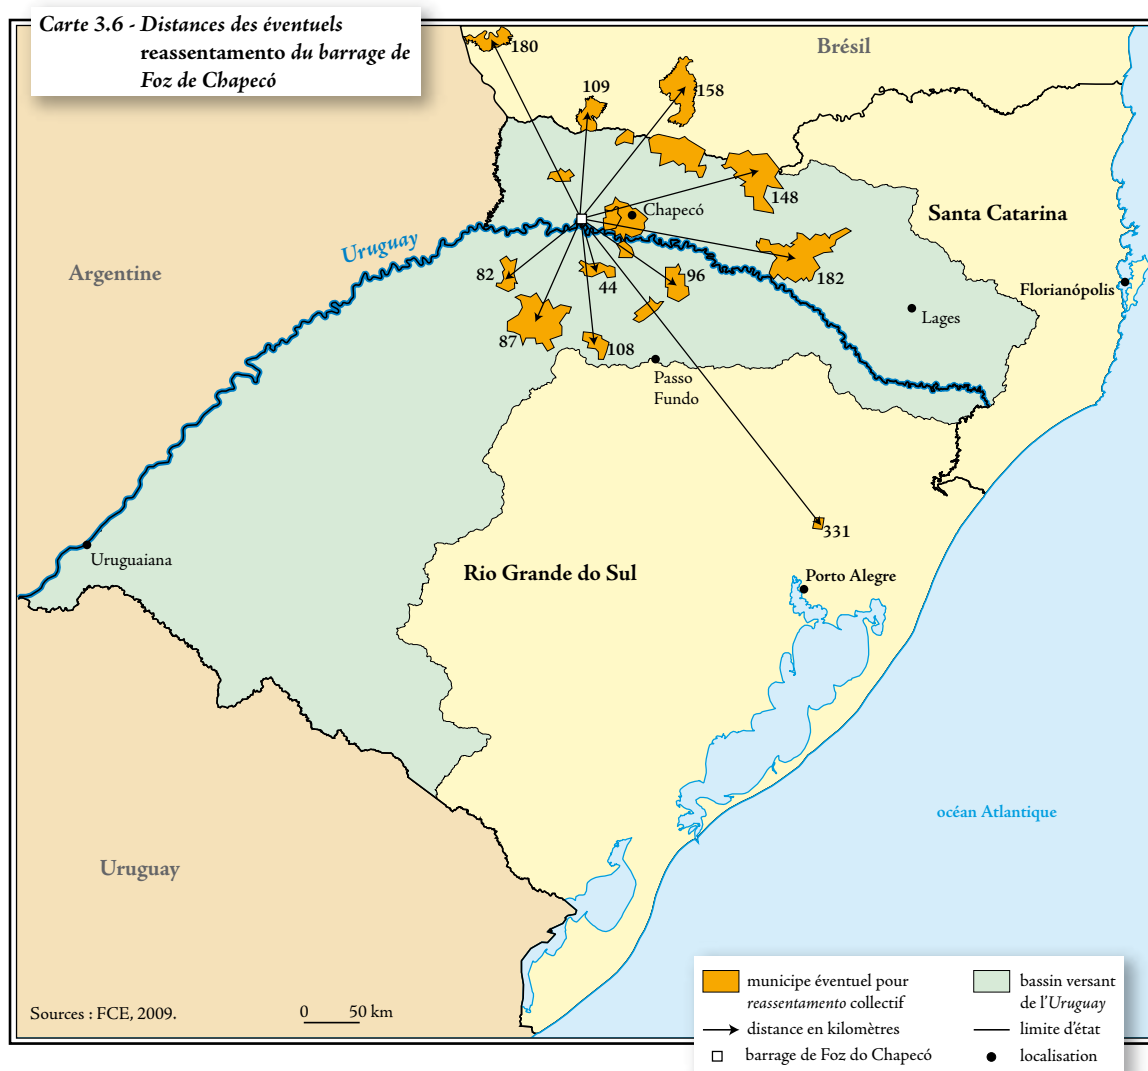 Carte 3.6 - Distances des éventuels
reassentamento du barrage de
Foz de Chapecó
180
Brésil
109
158
148
Chapecó
Santa Catarina
Uruguay
Argentine
82
44
96
182
Florianópolis
Lages
87
108
Passo
Fundo
331
Uruguaiana
Rio Grande do Sul
Porto Alegre
océan Atlantique
Uruguay
Sources : FCE, 2009.
0 50 km
municipe éventuel pour
reassentamento collectif
distance en kilomètres
barrage de Foz do Chapecó
bassin versant
de l'Uruguay
limite d'état
localisation